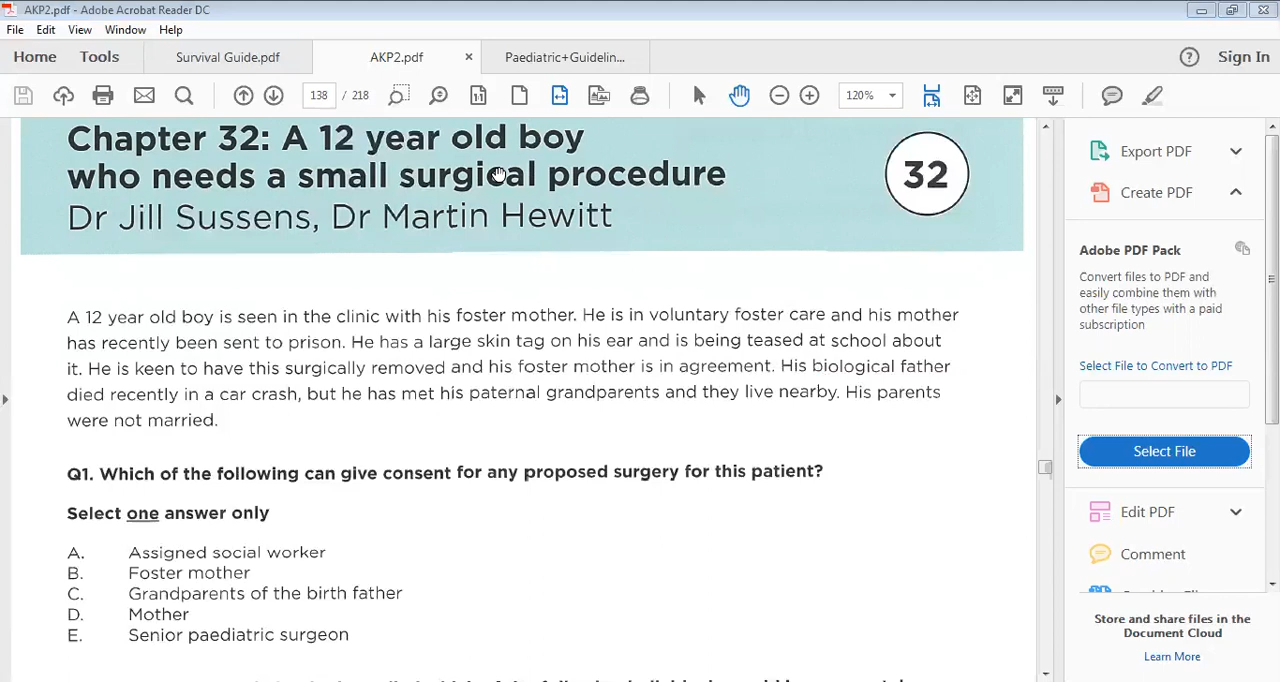 AKP2.pdf - Adobe Acrobat Reader DC
File Edit View Window Help
Home Tools Survival Guide.pdf AKP2.pdf × Paediatric+Guidelin... ? Sign In
138 / 218 120%
Chapter 32: A 12 year old boy
who needs a small surgical procedure
32
Dr Jill Sussens, Dr Martin Hewitt
A 12 year old boy is seen in the clinic with his foster mother. He is in voluntary foster care and his mother
has recently been sent to prison. He has a large skin tag on his ear and is being teased at school about
it. He is keen to have this surgically removed and his foster mother is in agreement. His biological father
died recently in a car crash, but he has met his paternal grandparents and they live nearby. His parents
were not married.
Q1. Which of the following can give consent for any proposed surgery for this patient?
Select one answer only
A. Assigned social worker
B. Foster mother
C. Grandparents of the birth father
D. Mother
E. Senior paediatric surgeon
Export PDF
Create PDF
Adobe PDF Pack
Convert files to PDF and
easily combine them with
other file types with a paid
subscription
Select File to Convert to PDF
Select File
Edit PDF
Comment
Store and share files in the
Document Cloud
Learn More